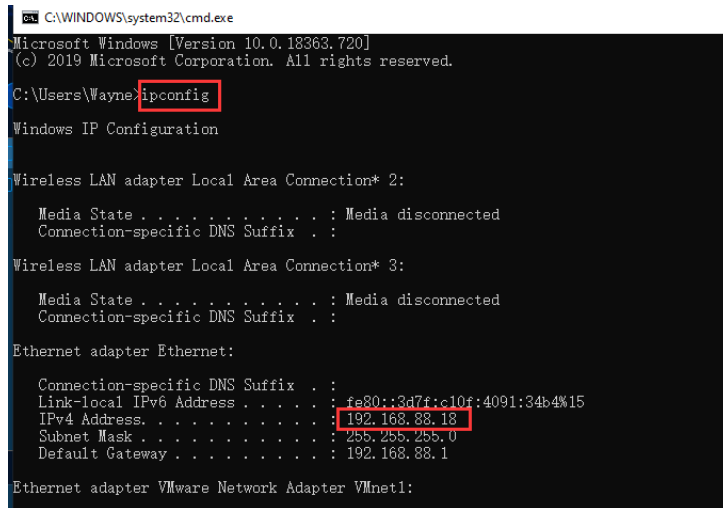 C:\WINDOWS\system32\cmd.exe
Microsoft Windows [Version 10.0.18363.720]
(c) 2019 Microsoft Corporation. All rights reserved.
C:\Users\Wayne>ipconfig
Windows IP Configuration
Wireless LAN adapter Local Area Connection* 2:
Media State . . . . . . . . . . . : Media disconnected
Connection-specific DNS Suffix . :
Wireless LAN adapter Local Area Connection* 3:
Media State . . . . . . . . . . . : Media disconnected
Connection-specific DNS Suffix . :
Ethernet adapter Ethernet:
Connection-specific DNS Suffix . :
Link-local IPv6 Address . . . . . : fe80::3d7f:c10f:4091:34b4%15
IPv4 Address. . . . . . . . . . . : 192.168.88.18
Subnet Mask . . . . . . . . . . . : 255.255.255.0
Default Gateway . . . . . . . . . : 192.168.88.1
Ethernet adapter VMware Network Adapter VMnet1: